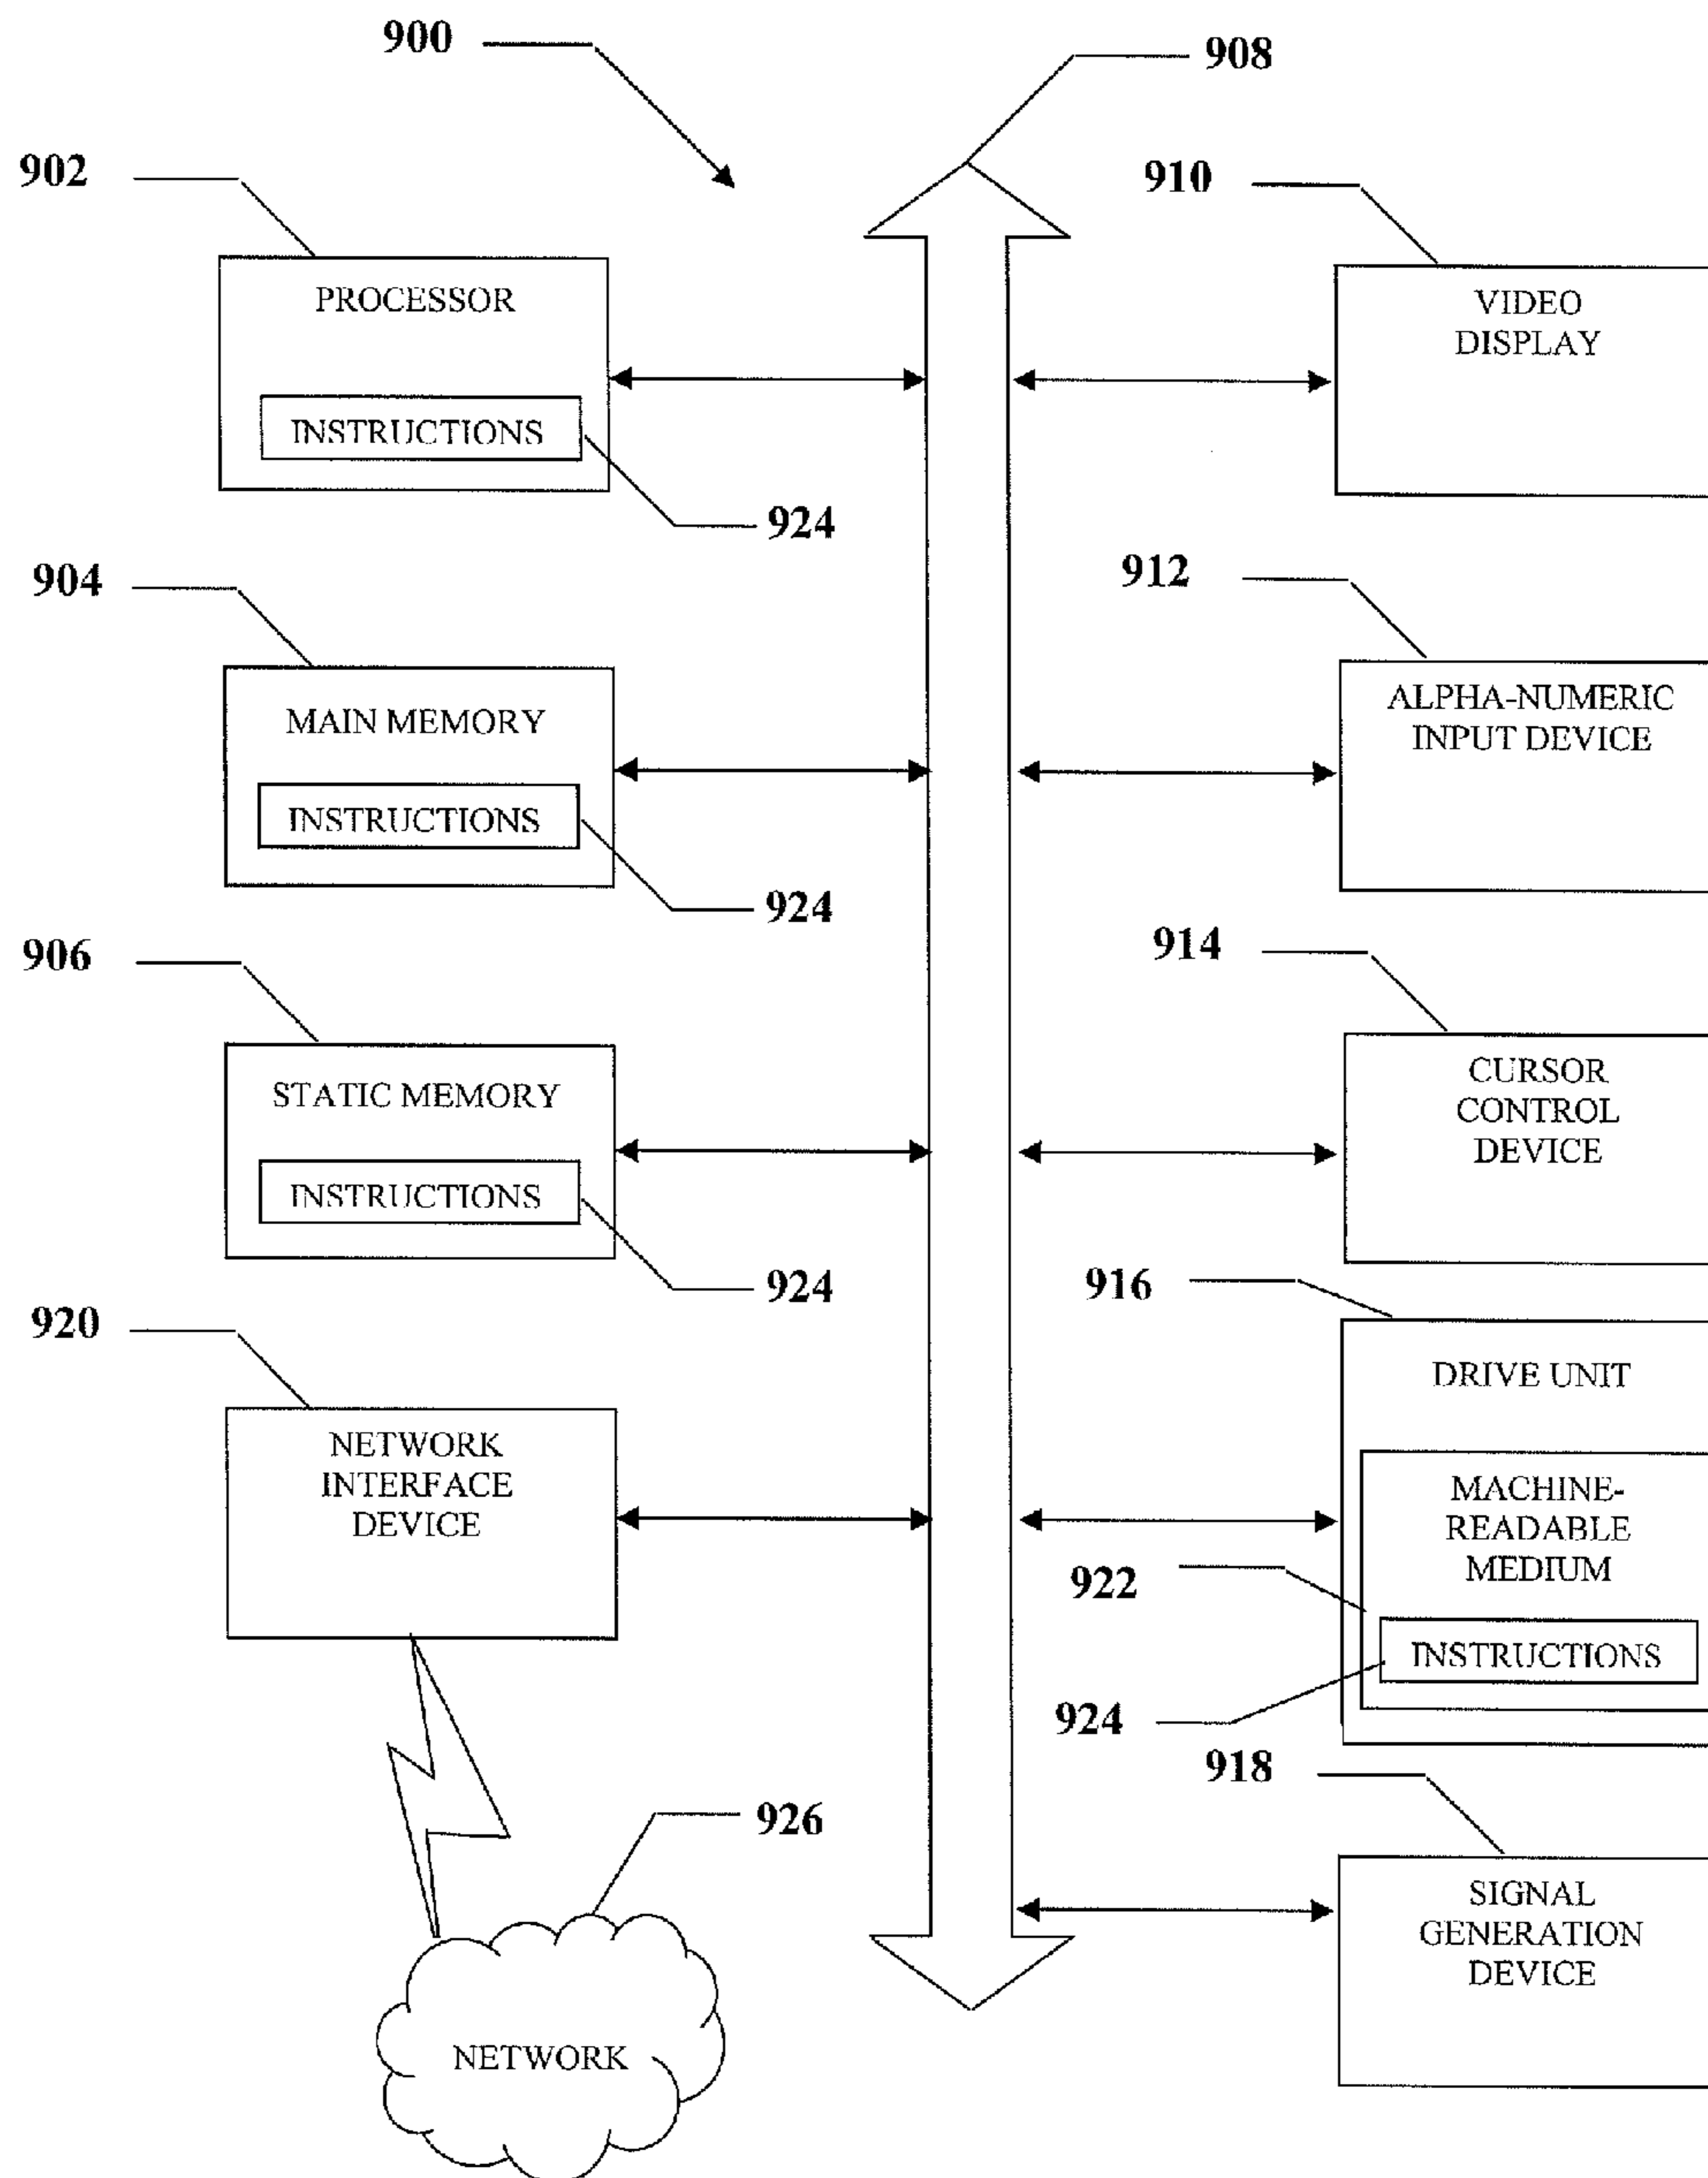 900
908
902
910
PROCESSOR
INSTRUCTIONS
924
VIDEO
DISPLAY
904
912
MAIN MEMORY
INSTRUCTIONS
924
ALPHA-NUMERIC
INPUT DEVICE
906
914
STATIC MEMORY
INSTRUCTIONS
924
CURSOR
CONTROL
DEVICE
920
916
NETWORK
INTERFACE
DEVICE
DRIVE UNIT
MACHINE-
READABLE
MEDIUM
922
INSTRUCTIONS
924
918
926
NETWORK
SIGNAL
GENERATION
DEVICE